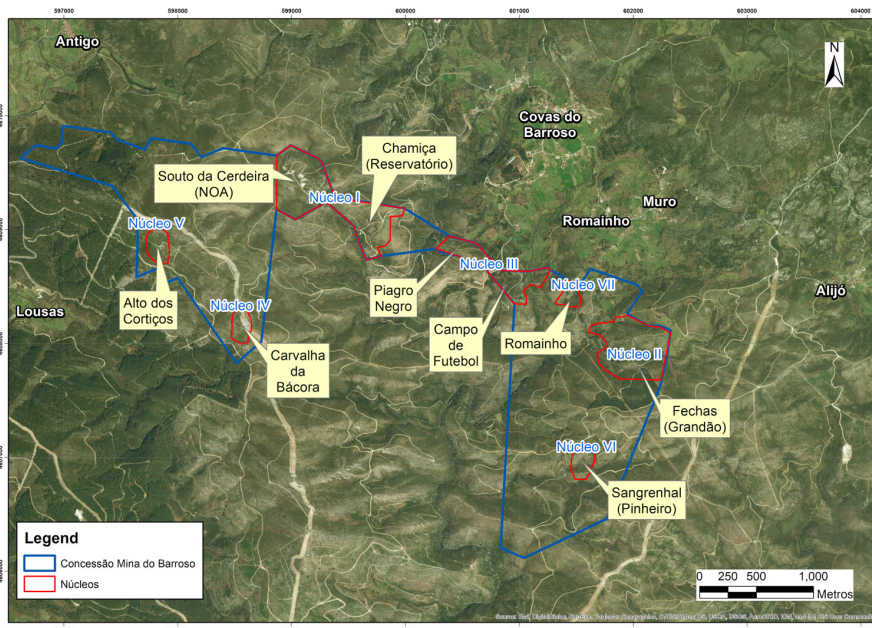 597000
598000
599000
600000
601000
602000
603000
604000
Antigo
N
Covas do
Barroso
Chamiça
(Reservatório)
Souto da Cerdeira
(NOA)
Núcleo I
Muro
Romainho
Núcleo V
Núcleo III
Núcleo VII
Piagro
Negro
Alijó
Alto dos
Cortiços
Lousas
Núcleo IV
Campo
de
Futebol
Romainho
Núcleo II
Carvalha
da
Bácora
Fechas
(Grandão)
Núcleo VI
Sangrenhal
(Pinheiro)
Legend
Concessão Mina do Barroso
Núcleos
0 250 500 1,000
Metros